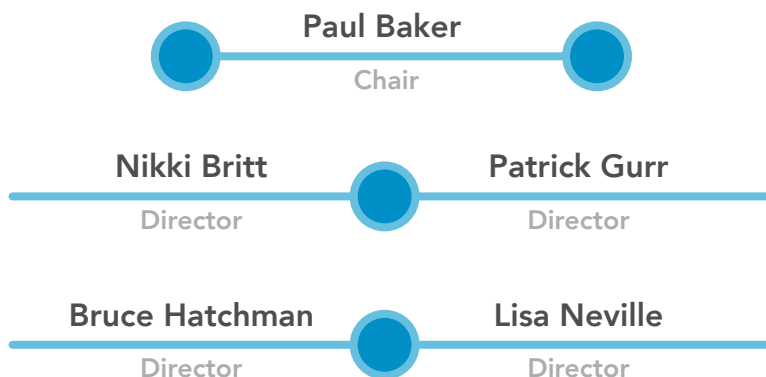 Paul Baker
Chair
Nikki Britt
Director
Patrick Gurr
Director
Bruce Hatchman
Director
Lisa Neville
Director